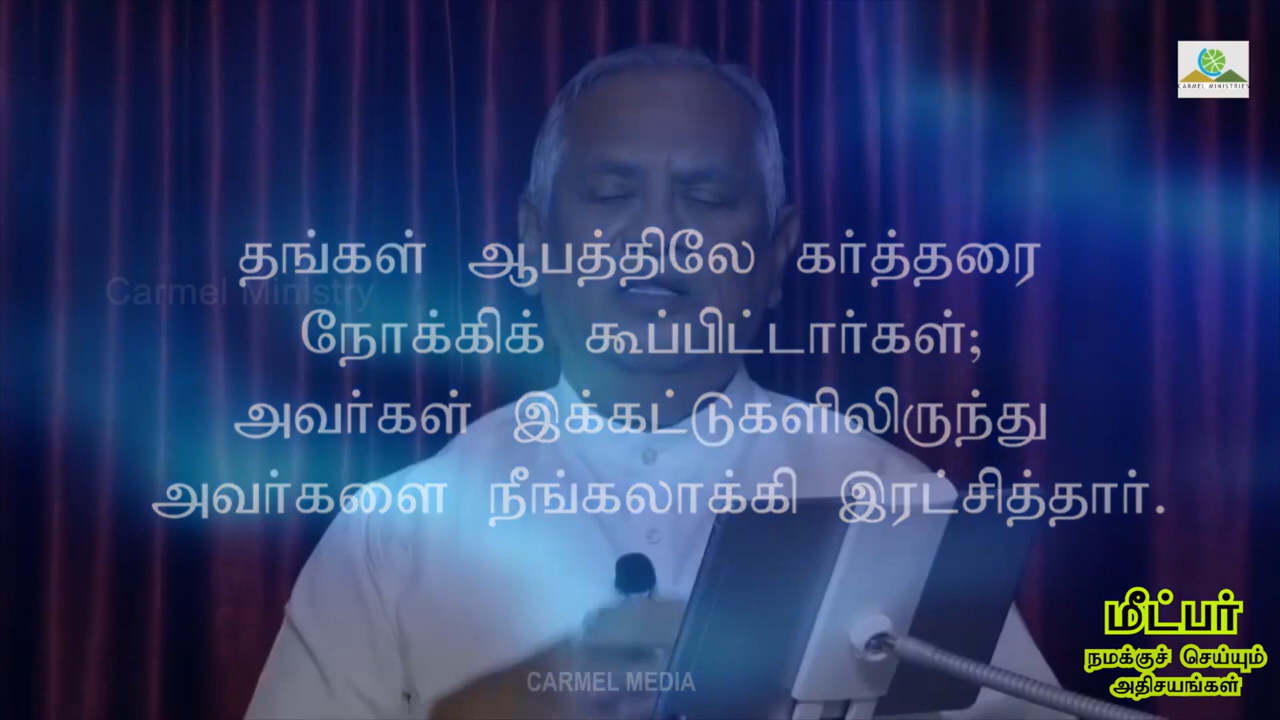 CARMEL MINISTRIES
தங்கள் ஆபத்திலே கர்த்தரை
Carmel Ministry
நோக்கிக் கூப்பிட்டார்கள்;
அவர்கள் இக்கட்டுகளிலிருந்து
அவர்களை நீங்கலாக்கி இரட்சித்தார்.
மீட்பர்
நமக்குச் செய்யும்
அதிசயங்கள்
CARMEL MEDIA